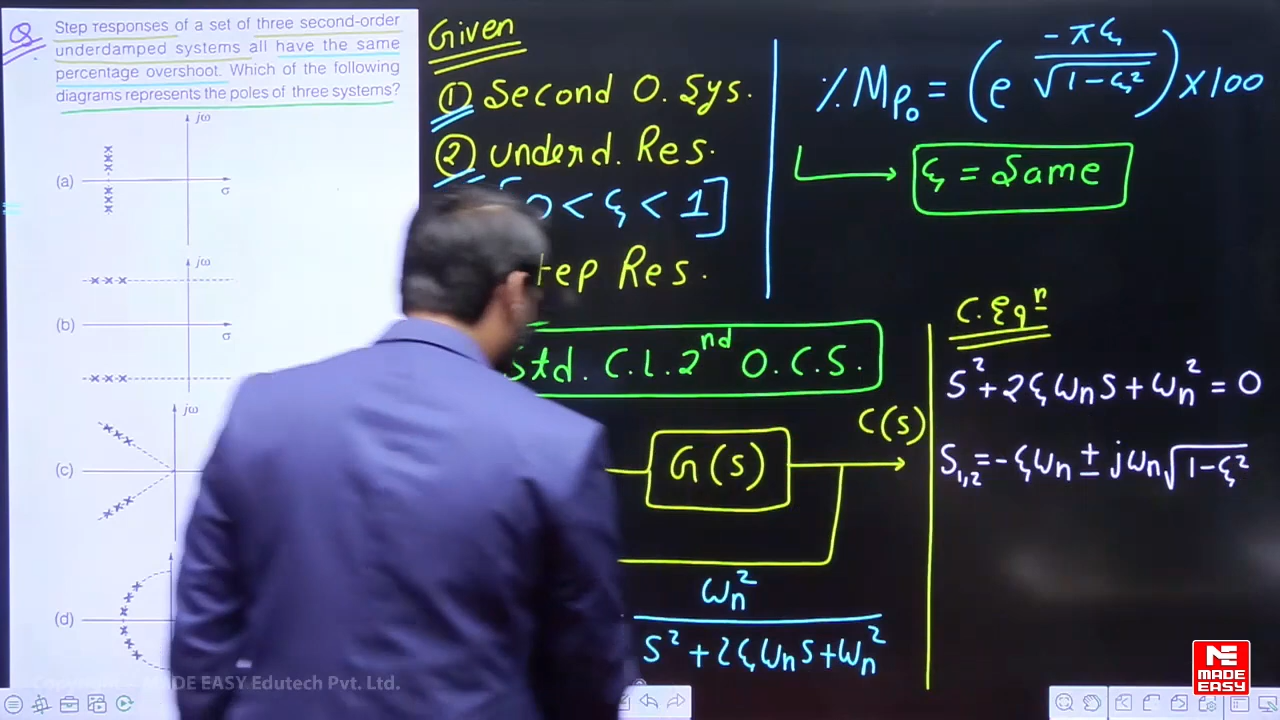 Q
Step responses of a set of three second-order
underdamped systems all have the same
percentage overshoot. Which of the following
diagrams represents the poles of three systems?
jω
(a)
σ
jω
(b)
σ
jω
(c)
(d)
Given
① Second O. Sys.
② underd. Res.
0 < ξ < 1]
tep Res.
Std. C.L. 2nd O.C.S.
C(s)
G(s)
ωn²
S² + 2ξωnS + ωn²
%Mp₀ = (e^(-πξ/√(1-ξ²))) × 100
ξ = Same
C. Eqⁿ
S² + 2ξωnS + ωn² = 0
S₁,₂ = -ξωn ± jωn√(1-ξ²)
MADE EASY Edutech Pvt. Ltd.
ME
MADE
EASY